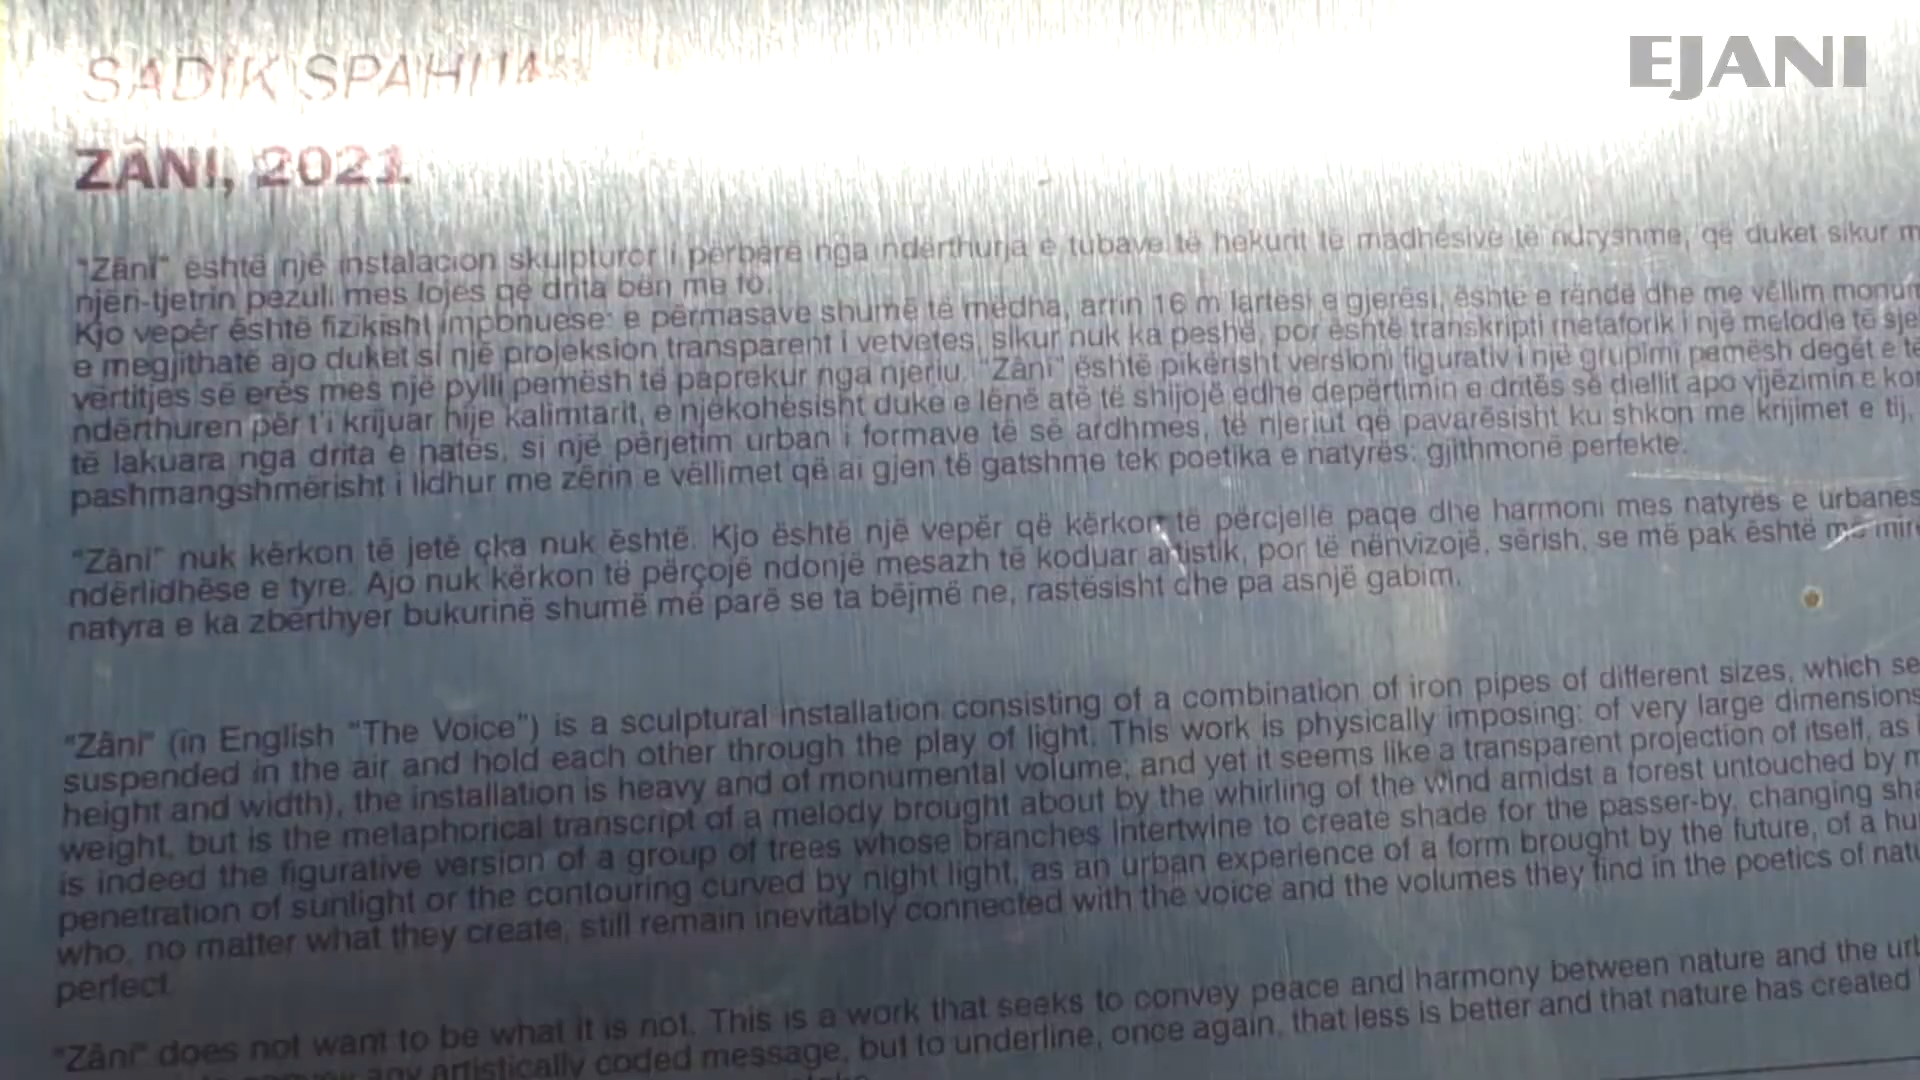 EJANI
SADIK SPAHIJA
ZÂNI, 2021
"Zâni" është një instalacion skulpturor i përbërë nga ndërthurja e tubave të hekurit të madhësive të ndryshme, që duket sikur
njëri-tjetrin pezull mes lojës që drita bën me to.
Kjo vepër është fizikisht imponuese: e përmasave shumë të mëdha, arrin 16 m lartësi e gjerësi, është e rëndë dhe me vëllim
e megjithatë ajo duket si një projeksion transparent i vetvetes, sikur nuk ka peshë, por është transkripti metaforik i një melodie të
vërtitjes së erës mes një pylli pemësh të paprekur nga njeriu. "Zâni" është pikërisht versioni figurativ i një grupimi pemësh degët e të
ndërthuren për t'i krijuar hije kalimtarit, e njëkohësisht duke e lënë atë të shijojë edhe depërtimin e dritës së diellit apo vijëzimin e
të lakuara nga drita e natës, si një përjetim urban i formave të së ardhmes, të njeriut që pavarësisht ku shkon me krijimet e tij,
pashmangshmërisht i lidhur me zërin e vëllimet që ai gjen të gatshme tek poetika e natyrës: gjithmonë perfekte.
"Zâni" nuk kërkon të jetë çka nuk është. Kjo është një vepër që kërkon të përcjellë paqe dhe harmoni mes natyrës e urbanes
ndërlidhëse e tyre. Ajo nuk kërkon të përçojë ndonjë mesazh të koduar artistik, por të nënvizojë, sërish, se më pak është
natyra e ka zbërthyer bukurinë shumë më parë se ta bëjmë ne, rastësisht dhe pa asnjë gabim.
"Zâni" (in English "The Voice") is a sculptural installation consisting of a combination of iron pipes of different sizes, which
suspended in the air and hold each other through the play of light. This work is physically imposing: of very large dimensions
height and width), the installation is heavy and of monumental volume; and yet it seems like a transparent projection of itself, as
weight, but is the metaphorical transcript of a melody brought about by the whirling of the wind amidst a forest untouched by
is indeed the figurative version of a group of trees whose branches intertwine to create shade for the passer-by, changing
penetration of sunlight or the contouring curved by night light, as an urban experience of a form brought by the future, of a
who, no matter what they create, still remain inevitably connected with the voice and the volumes they find in the poetics of
perfect.
"Zâni" does not want to be what it is not. This is a work that seeks to convey peace and harmony between nature and the
any artistically coded message, but to underline, once again, that less is better and that nature has created